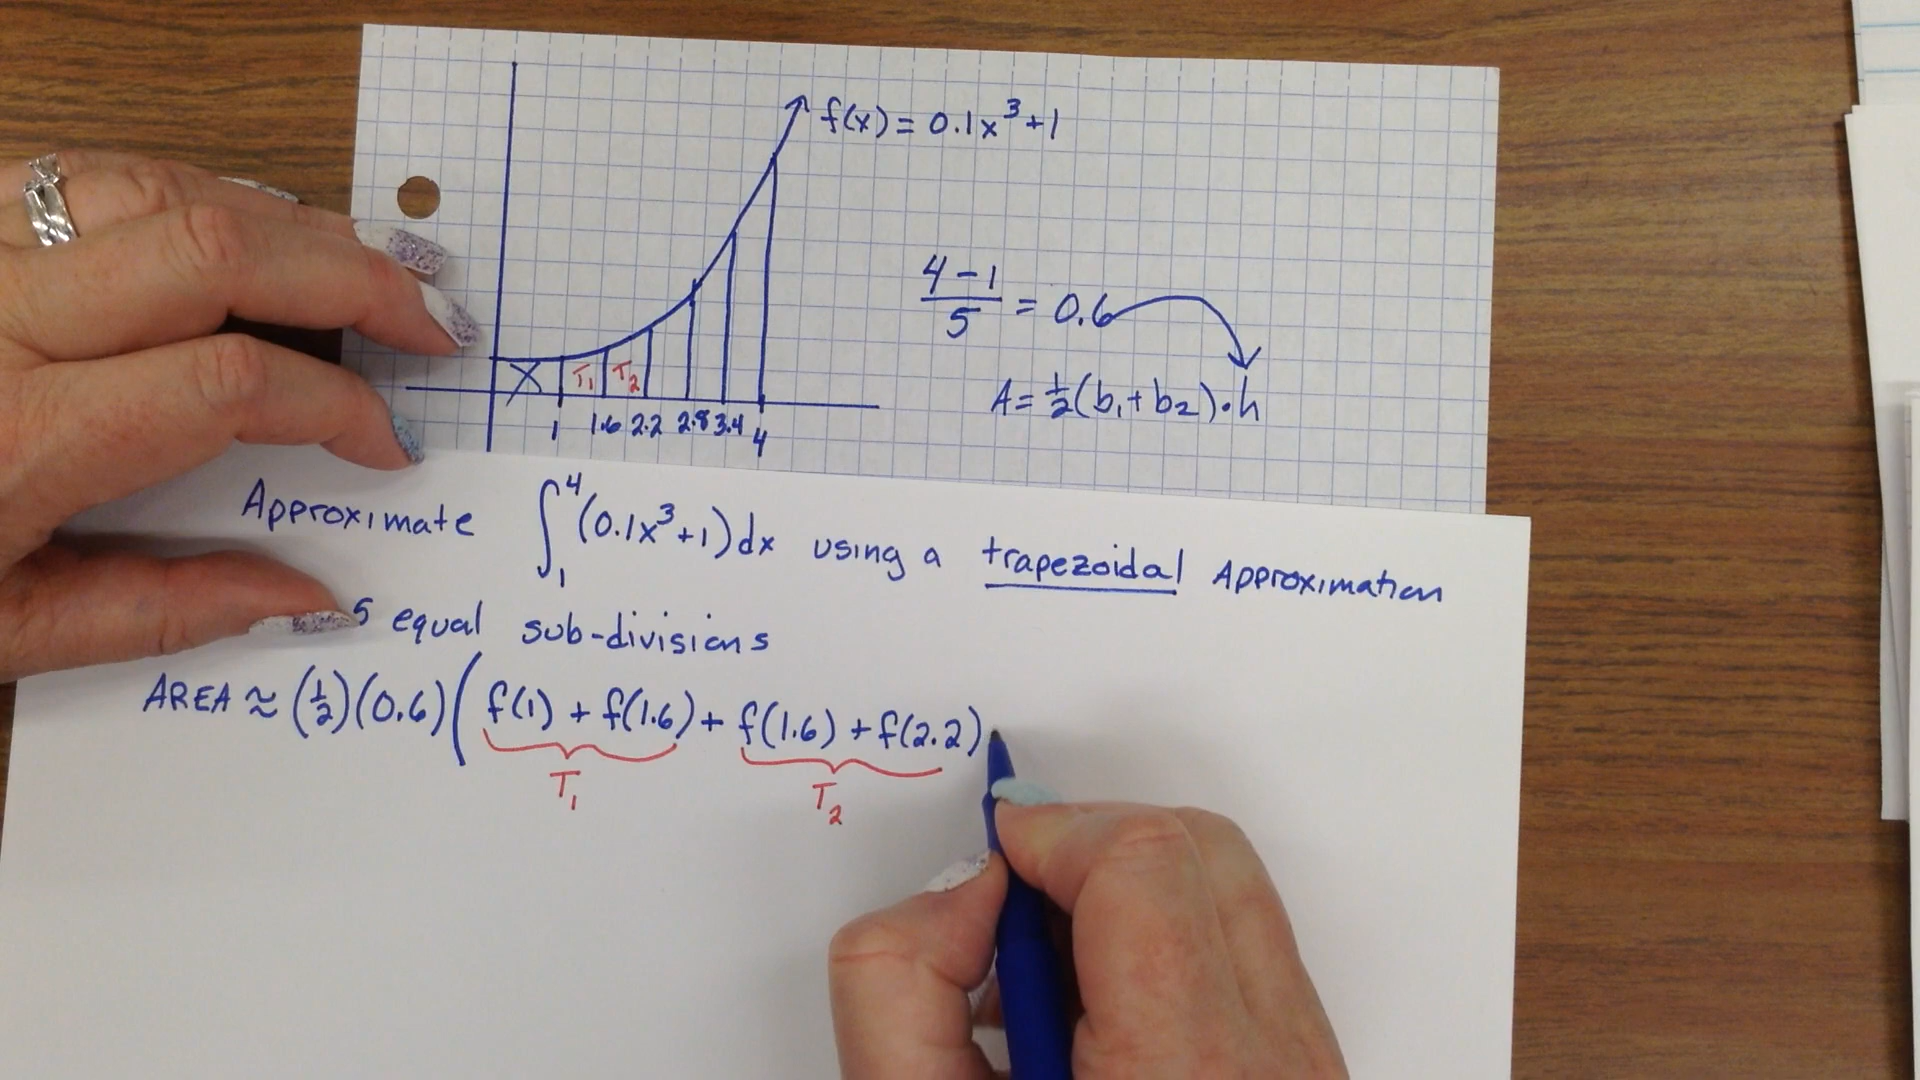 f(x) = 0.1x³+1
4-1/5 = 0.6
A = ½(b₁+b₂)•h
T₁ T₂
1 1.6 2.2 2.8 3.4 4
Approximate ∫₁⁴(0.1x³+1)dx using a trapezoidal Approximation
5 equal sub-divisions
AREA ≈ (½)(0.6)(f(1) + f(1.6) + f(1.6) + f(2.2)
T₁ T₂